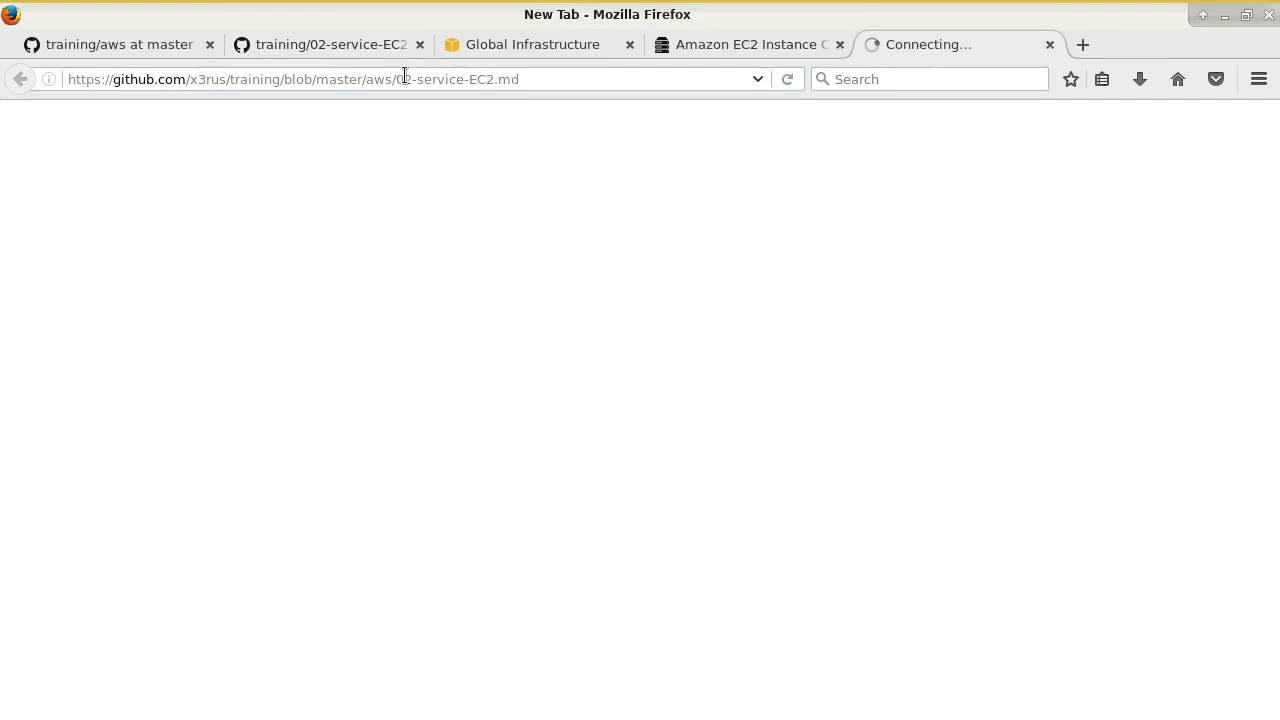 New Tab - Mozilla Firefox
training/aws at master
training/02-service-EC2
Global Infrastructure
Amazon EC2 Instance C
Connecting...
https://github.com/x3rus/training/blob/master/aws/02-service-EC2.md
Search